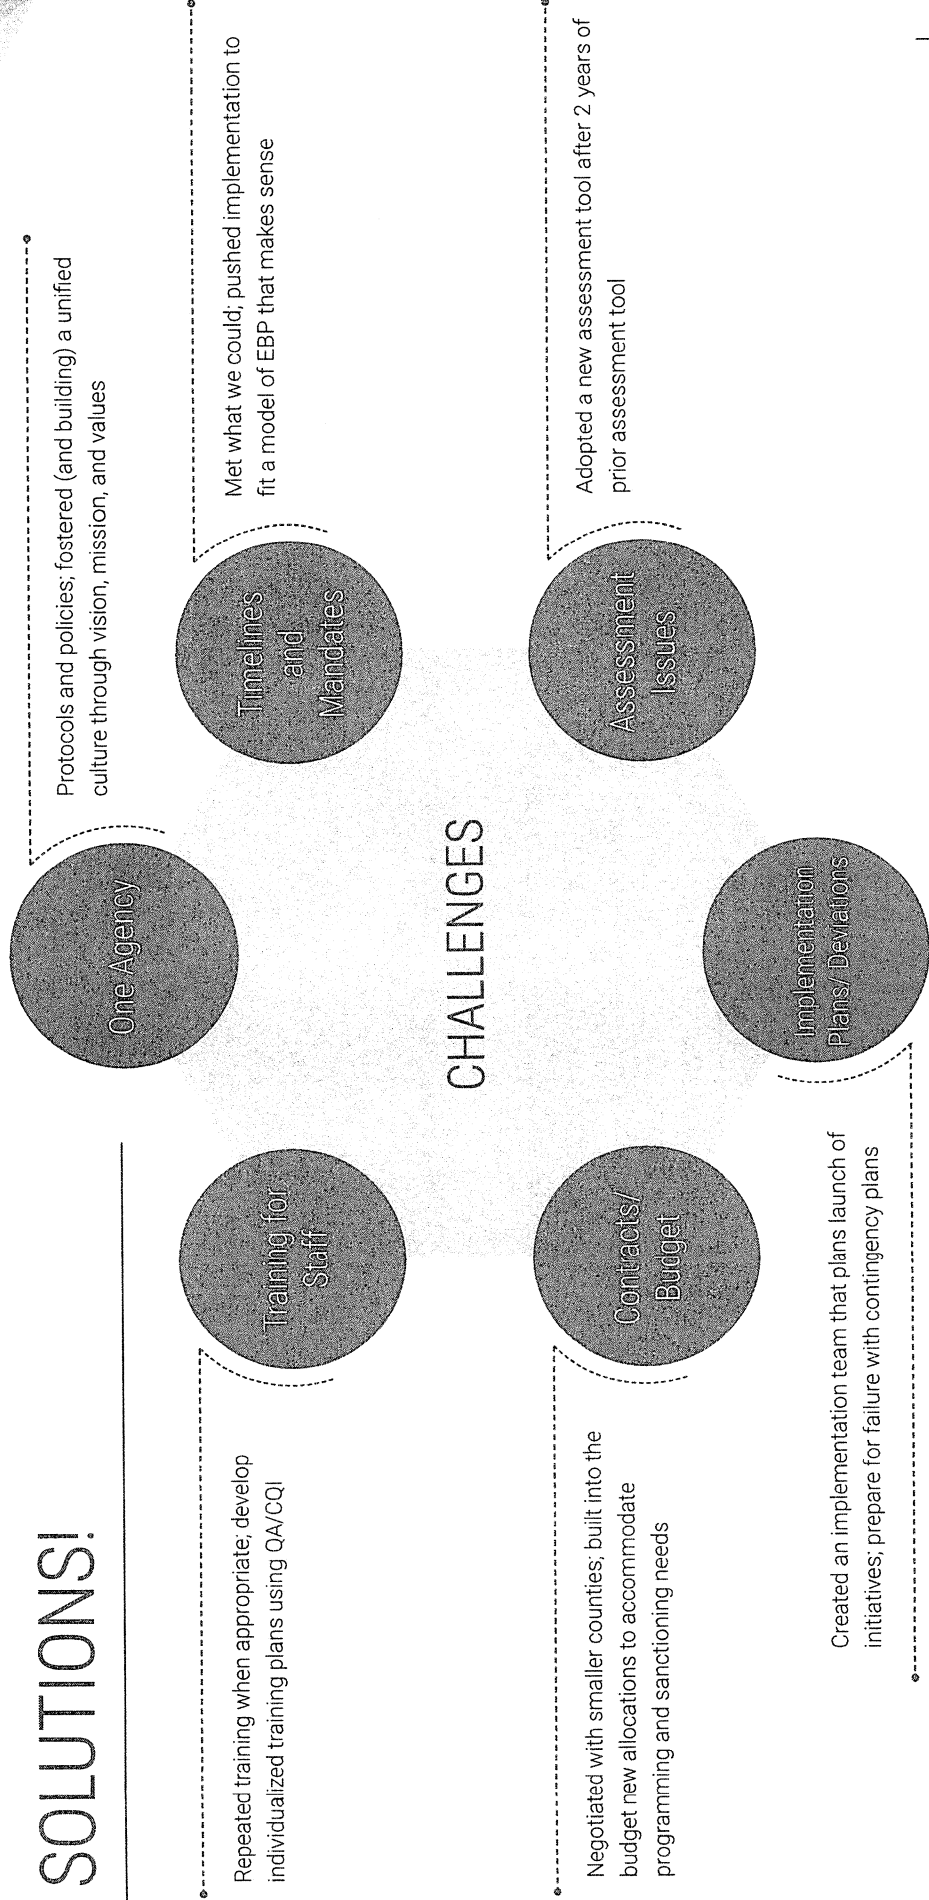 SOLUTIONS!
One Agency
Protocols and policies; fostered (and building) a unified
culture through vision, mission, and values
Timelines
and
Mandates
Met what we could; pushed implementation to
fit a model of EBP that makes sense
Assessment
Issues
Adopted a new assessment tool after 2 years of
prior assessment tool
Implementation
Plans/ Deviations
Created an implementation team that plans launch of
initiatives; prepare for failure with contingency plans
Contracts/
Budget
Negotiated with smaller counties; built into the
budget new allocations to accommodate
programming and sanctioning needs
Training for
Staff
Repeated training when appropriate; develop
individualized training plans using QA/CQI
CHALLENGES